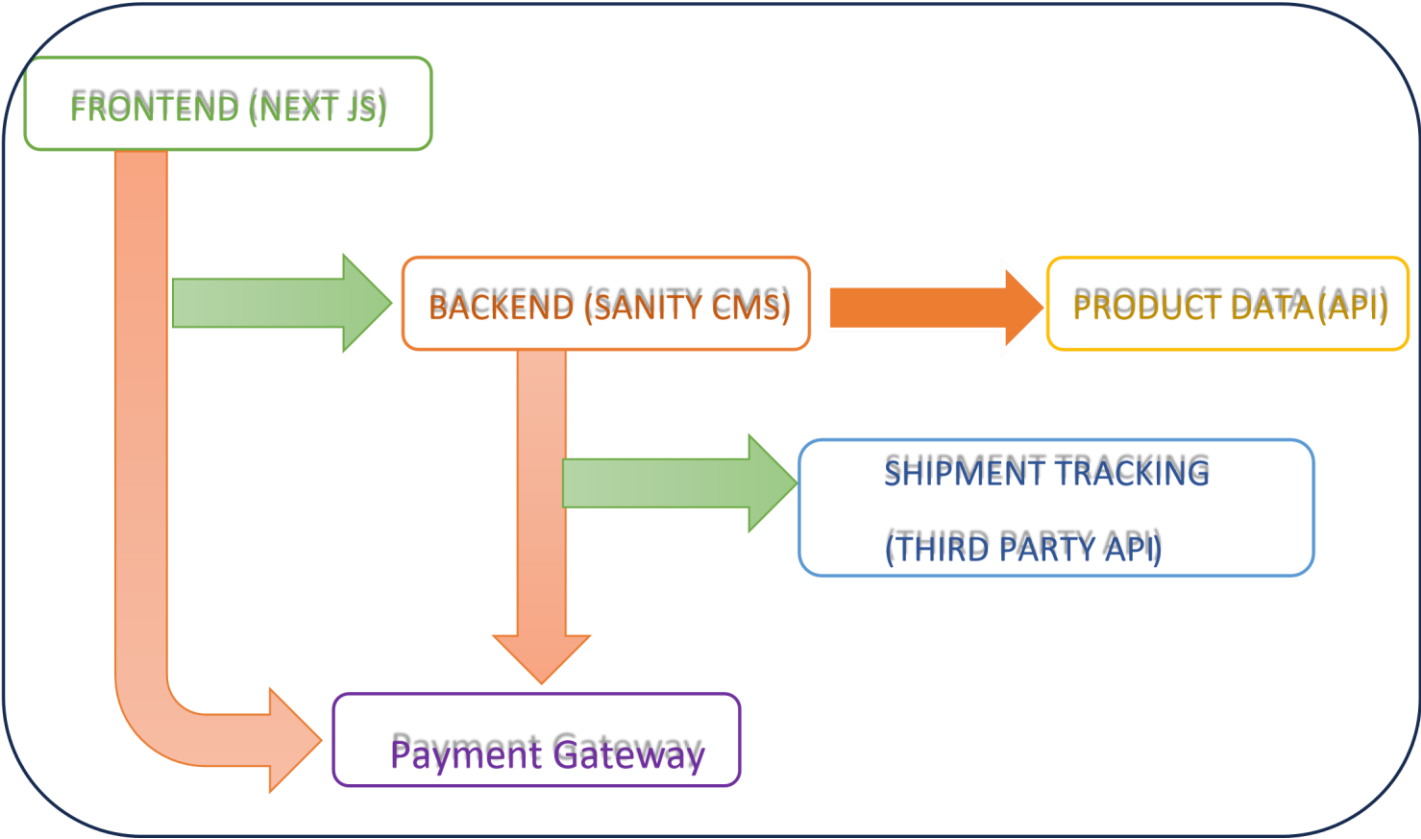 FRONTEND (NEXT JS)
BACKEND (SANITY CMS)
PRODUCT DATA (API)
SHIPMENT TRACKING
(THIRD PARTY API)
Payment Gateway